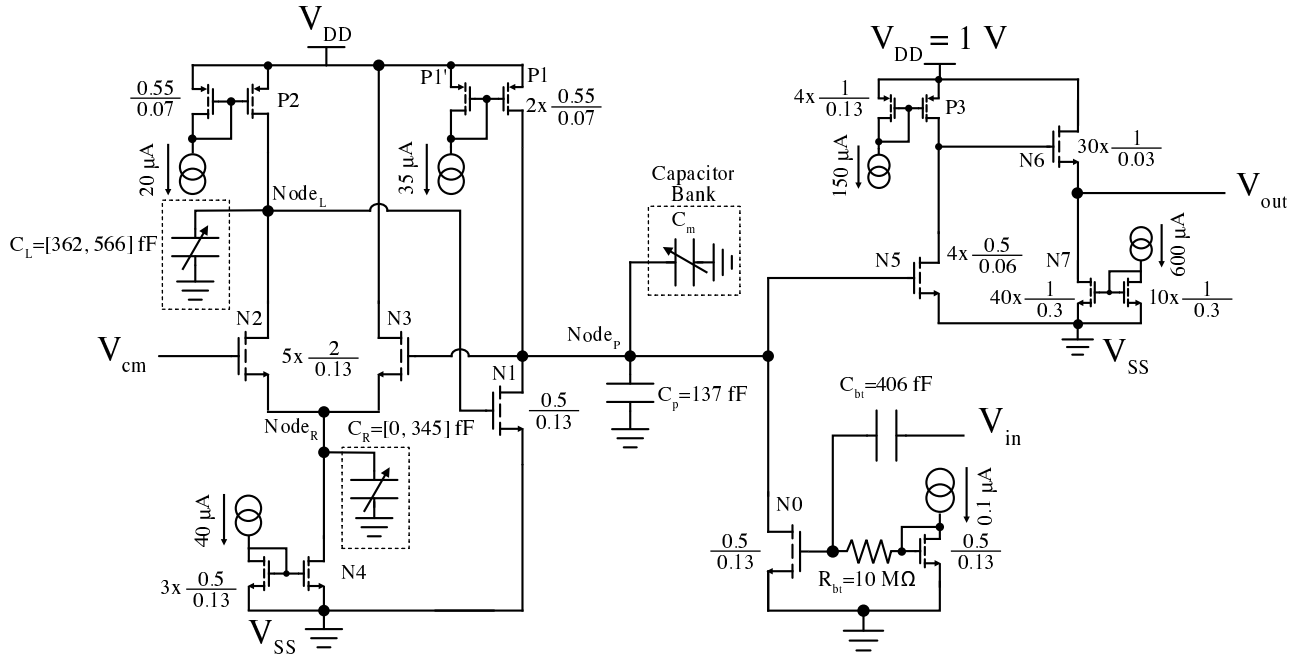 V_DD
V_DD = 1 V
0.55
0.07
P2
P1'
P1
2x 0.55
0.07
20 µA
35 µA
4x 1
0.13
P3
150 µA
N6
30x 1
0.03
V_out
Node_L
C_L=[362, 566] fF
Capacitor
Bank
C_m
N5
4x 0.5
0.06
N7
600 µA
40x 1
0.3
10x 1
0.3
V_SS
N2
N3
V_cm
5x 2
0.13
Node_P
N1
0.5
0.13
C_p=137 fF
C_bt=406 fF
V_in
Node_R
C_R=[0, 345] fF
40 µA
3x 0.5
0.13
N4
V_SS
N0
0.5
0.13
R_bt=10 MΩ
0.1 µA
0.5
0.13